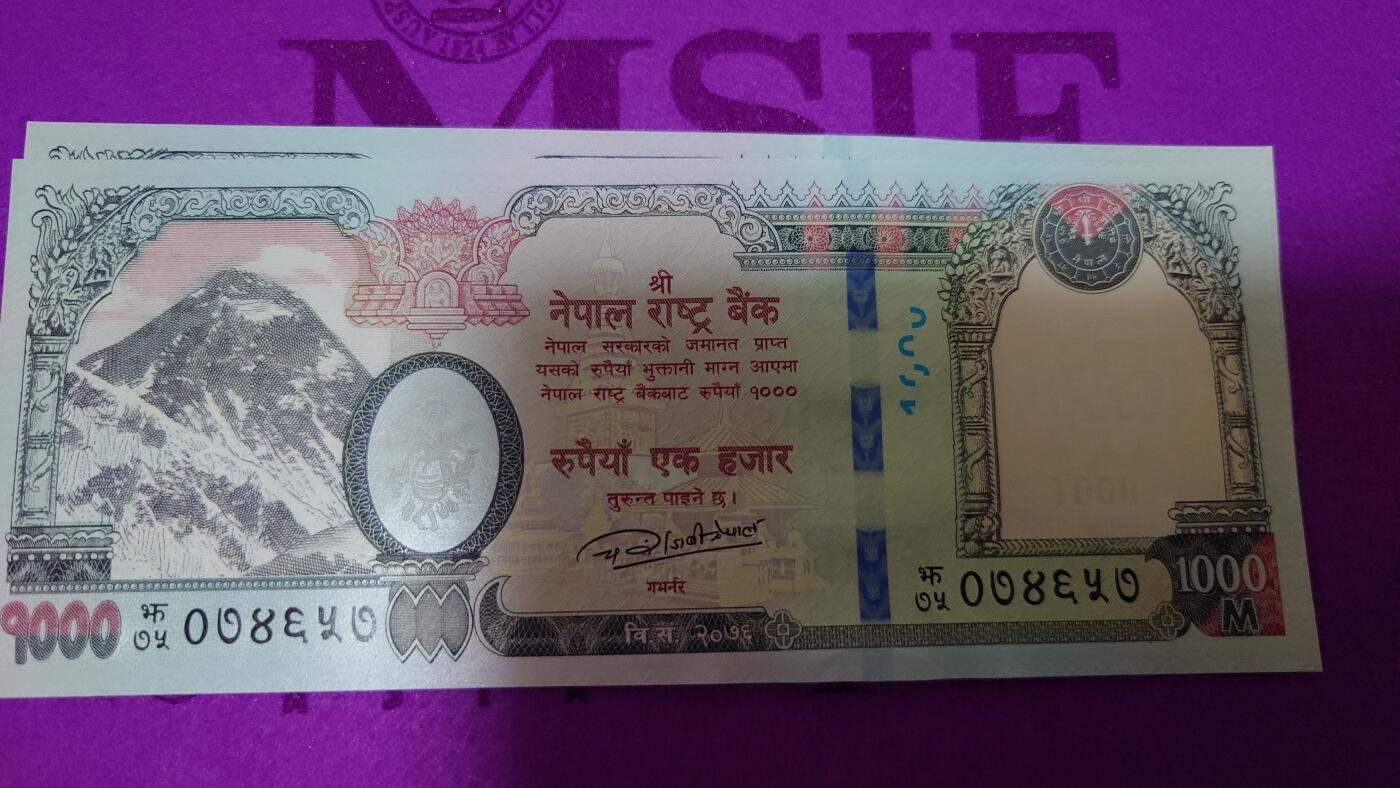 MSIF
श्री
नेपाल राष्ट्र बैंक
नेपाल सरकारको जमानत प्राप्त
यसको रुपैयाँ भुक्तानी माग्न आएमा
नेपाल राष्ट्र बैंकबाट रुपैयाँ १०००
रुपैयाँ एक हजार
तुरुन्त पाइने छ।
गभर्नर
वि.सं. २०७६
१०००
झ
७५ ०७४६५७
झ
७५ ०७४६५७
1000
M